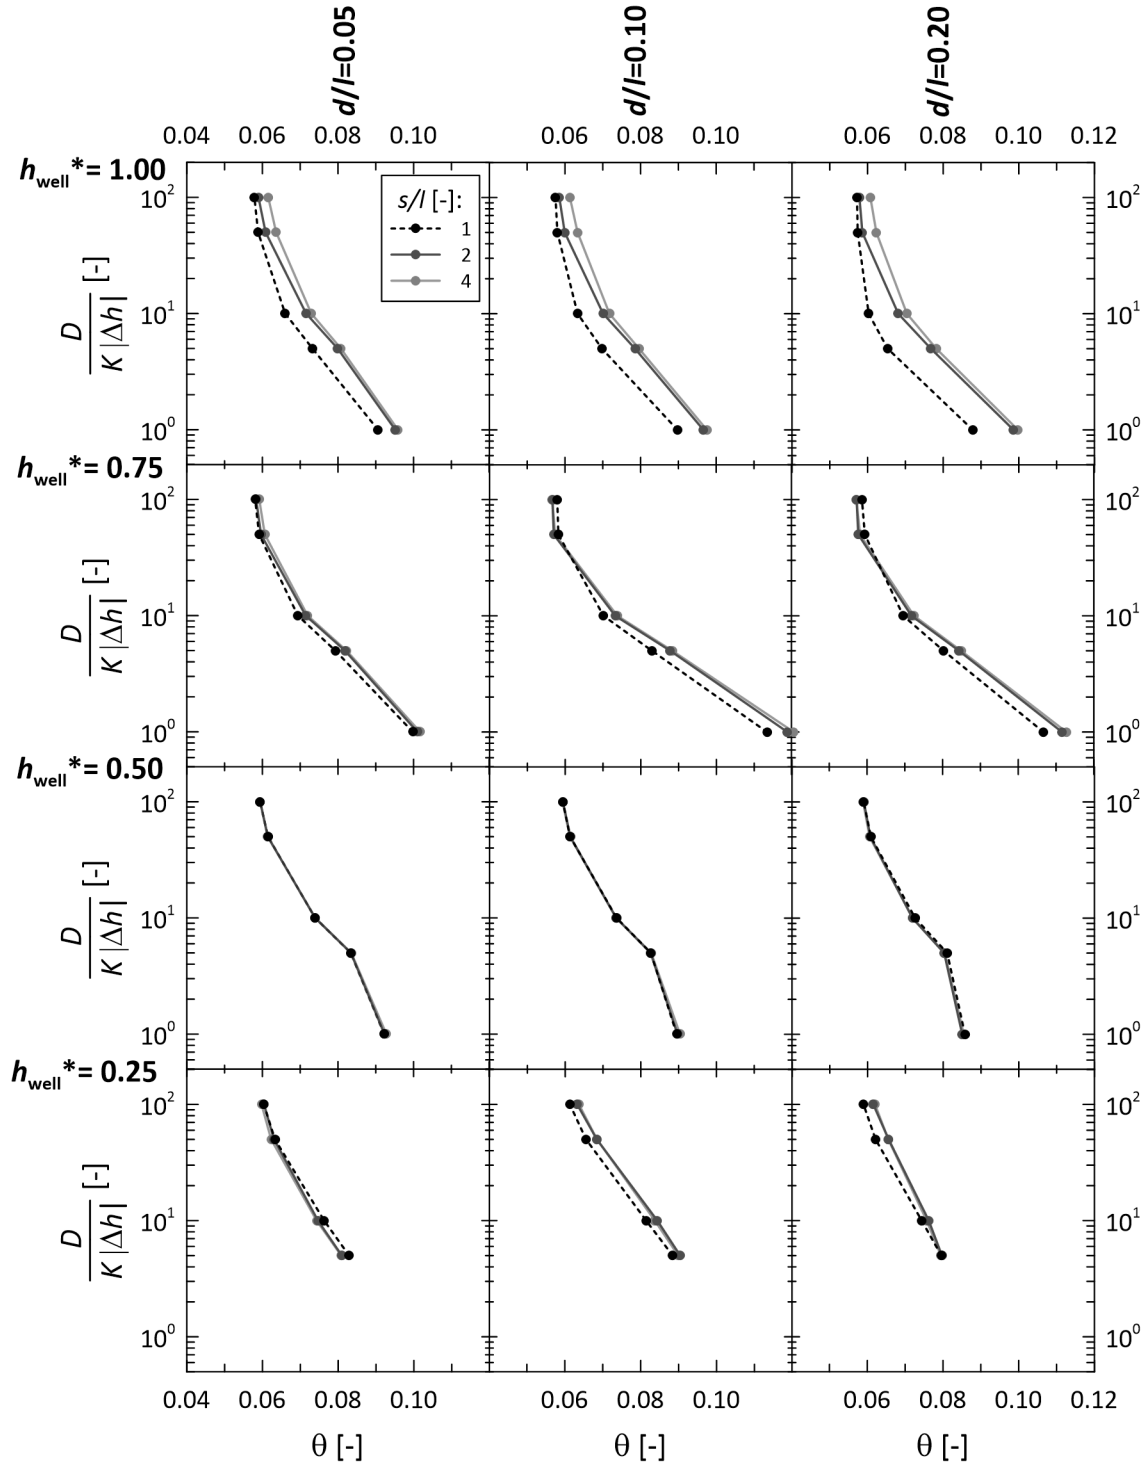 d/l=0.05 d/l=0.10 d/l=0.20
0.04 0.06 0.08 0.10 0.06 0.08 0.10 0.06 0.08 0.10 0.12
h_well*= 1.00
s/l [-]:
1
2
4
10² 10²
D/K|Δh| [-]
10¹ 10¹
10⁰ 10⁰
h_well*= 0.75
10² 10²
D/K|Δh| [-]
10¹ 10¹
10⁰ 10⁰
h_well*= 0.50
10² 10²
D/K|Δh| [-]
10¹ 10¹
10⁰ 10⁰
h_well*= 0.25
10² 10²
D/K|Δh| [-]
10¹ 10¹
10⁰ 10⁰
0.04 0.06 0.08 0.10 0.06 0.08 0.10 0.06 0.08 0.10 0.12
θ [-] θ [-] θ [-]